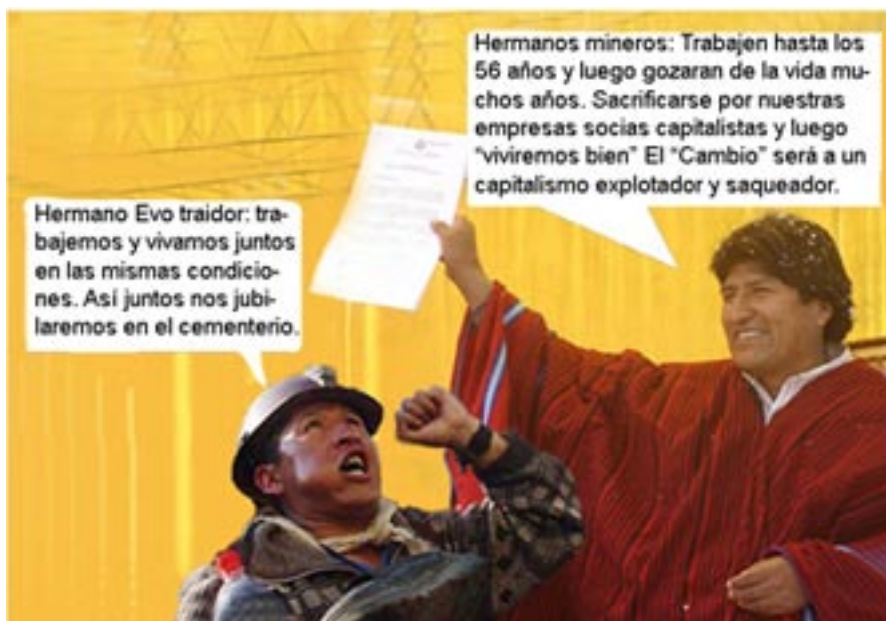 Hermanos mineros: Trabajen hasta los
56 años y luego gozaran de la vida mu-
chos años. Sacrificarse por nuestras
empresas socias capitalistas y luego
“viviremos bien” El “Cambio” será a un
capitalismo explotador y saqueador.
Hermano Evo traidor: tra-
bajemos y vivamos juntos
en las mismas condicio-
nes. Así juntos nos jubi-
laremos en el cementerio.